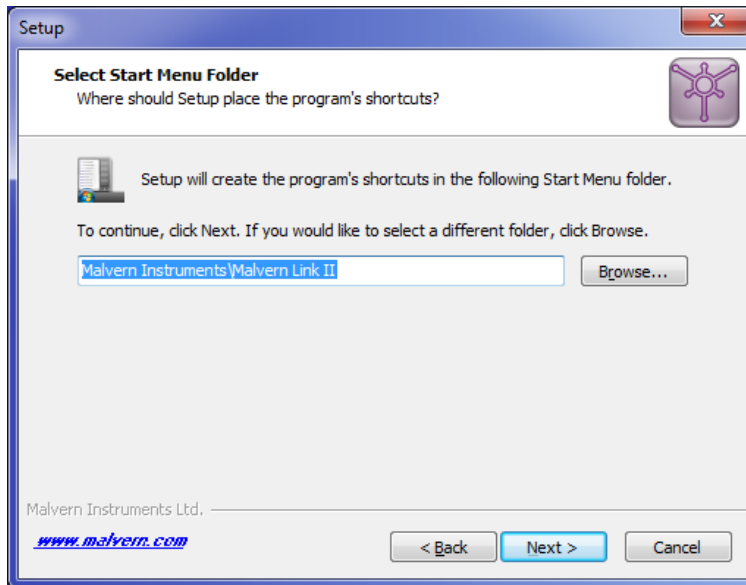 Setup
Select Start Menu Folder
Where should Setup place the program's shortcuts?
Setup will create the program's shortcuts in the following Start Menu folder.
To continue, click Next. If you would like to select a different folder, click Browse.
Malvern Instruments\Malvern Link II
Browse...
Malvern Instruments Ltd.
www.malvern.com
< Back
Next >
Cancel